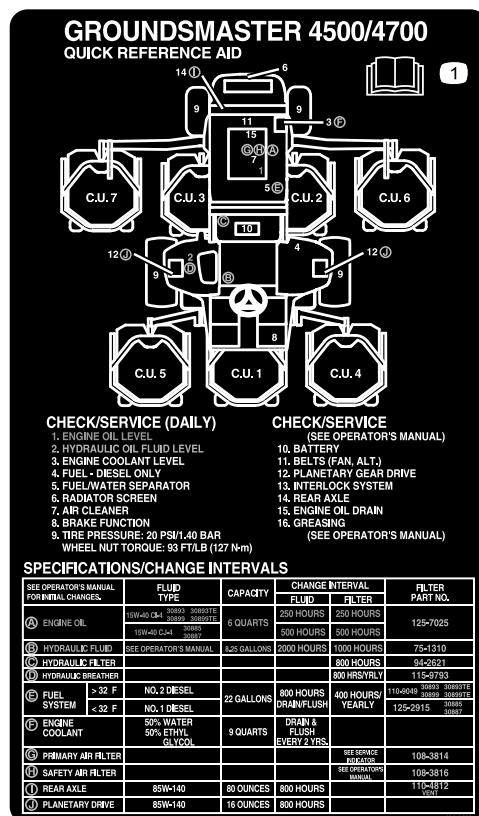 GROUNDSMASTER 4500/4700
QUICK REFERENCE AID
1
14 I
6
9
9
3 F
11
15
G H A
7
1
5 E
C.U. 7
C.U. 3
C.U. 2
C.U. 6
C
10
12 J
2
D
4
12 J
9
B
9
8
C.U. 5
C.U. 1
C.U. 4
CHECK/SERVICE (DAILY)
1. ENGINE OIL LEVEL
2. HYDRAULIC OIL FLUID LEVEL
3. ENGINE COOLANT LEVEL
4. FUEL - DIESEL ONLY
5. FUEL/WATER SEPARATOR
6. RADIATOR SCREEN
7. AIR CLEANER
8. BRAKE FUNCTION
9. TIRE PRESSURE: 20 PSI/1.40 BAR
WHEEL NUT TORQUE: 93 FT/LB (127 N·m)
CHECK/SERVICE
(SEE OPERATOR'S MANUAL)
10. BATTERY
11. BELTS (FAN, ALT.)
12. PLANETARY GEAR DRIVE
13. INTERLOCK SYSTEM
14. REAR AXLE
15. ENGINE OIL DRAIN
16. GREASING
(SEE OPERATOR'S MANUAL)
SPECIFICATIONS/CHANGE INTERVALS
SEE OPERATOR'S MANUAL FOR INITIAL CHANGES. FLUID TYPE CAPACITY CHANGE INTERVAL FLUID FILTER FILTER PART NO.
A ENGINE OIL 15W-40 CI-4 30893 30893TE 30899 30899TE 6 QUARTS 250 HOURS 250 HOURS 125-7025
15W-40 CJ-4 30885 30887 500 HOURS 500 HOURS
B HYDRAULIC FLUID SEE OPERATOR'S MANUAL 8.25 GALLONS 2000 HOURS 1000 HOURS 75-1310
C HYDRAULIC FILTER 800 HOURS 94-2621
D HYDRAULIC BREATHER 800 HRS/YRLY 115-9793
E FUEL SYSTEM > 32 F NO. 2 DIESEL 22 GALLONS 800 HOURS DRAIN/FLUSH 400 HOURS/ YEARLY 110-9049 30893 30893TE 30899 30899TE
< 32 F NO. 1 DIESEL 125-2915 30885 30887
F ENGINE COOLANT 50% WATER 50% ETHYL GLYCOL 9 QUARTS DRAIN & FLUSH EVERY 2 YRS.
G PRIMARY AIR FILTER SEE SERVICE INDICATOR 108-3814
H SAFETY AIR FILTER SEE OPERATOR'S MANUAL 108-3816
I REAR AXLE 85W-140 80 OUNCES 800 HOURS 110-4812 VENT
J PLANETARY DRIVE 85W-140 16 OUNCES 800 HOURS